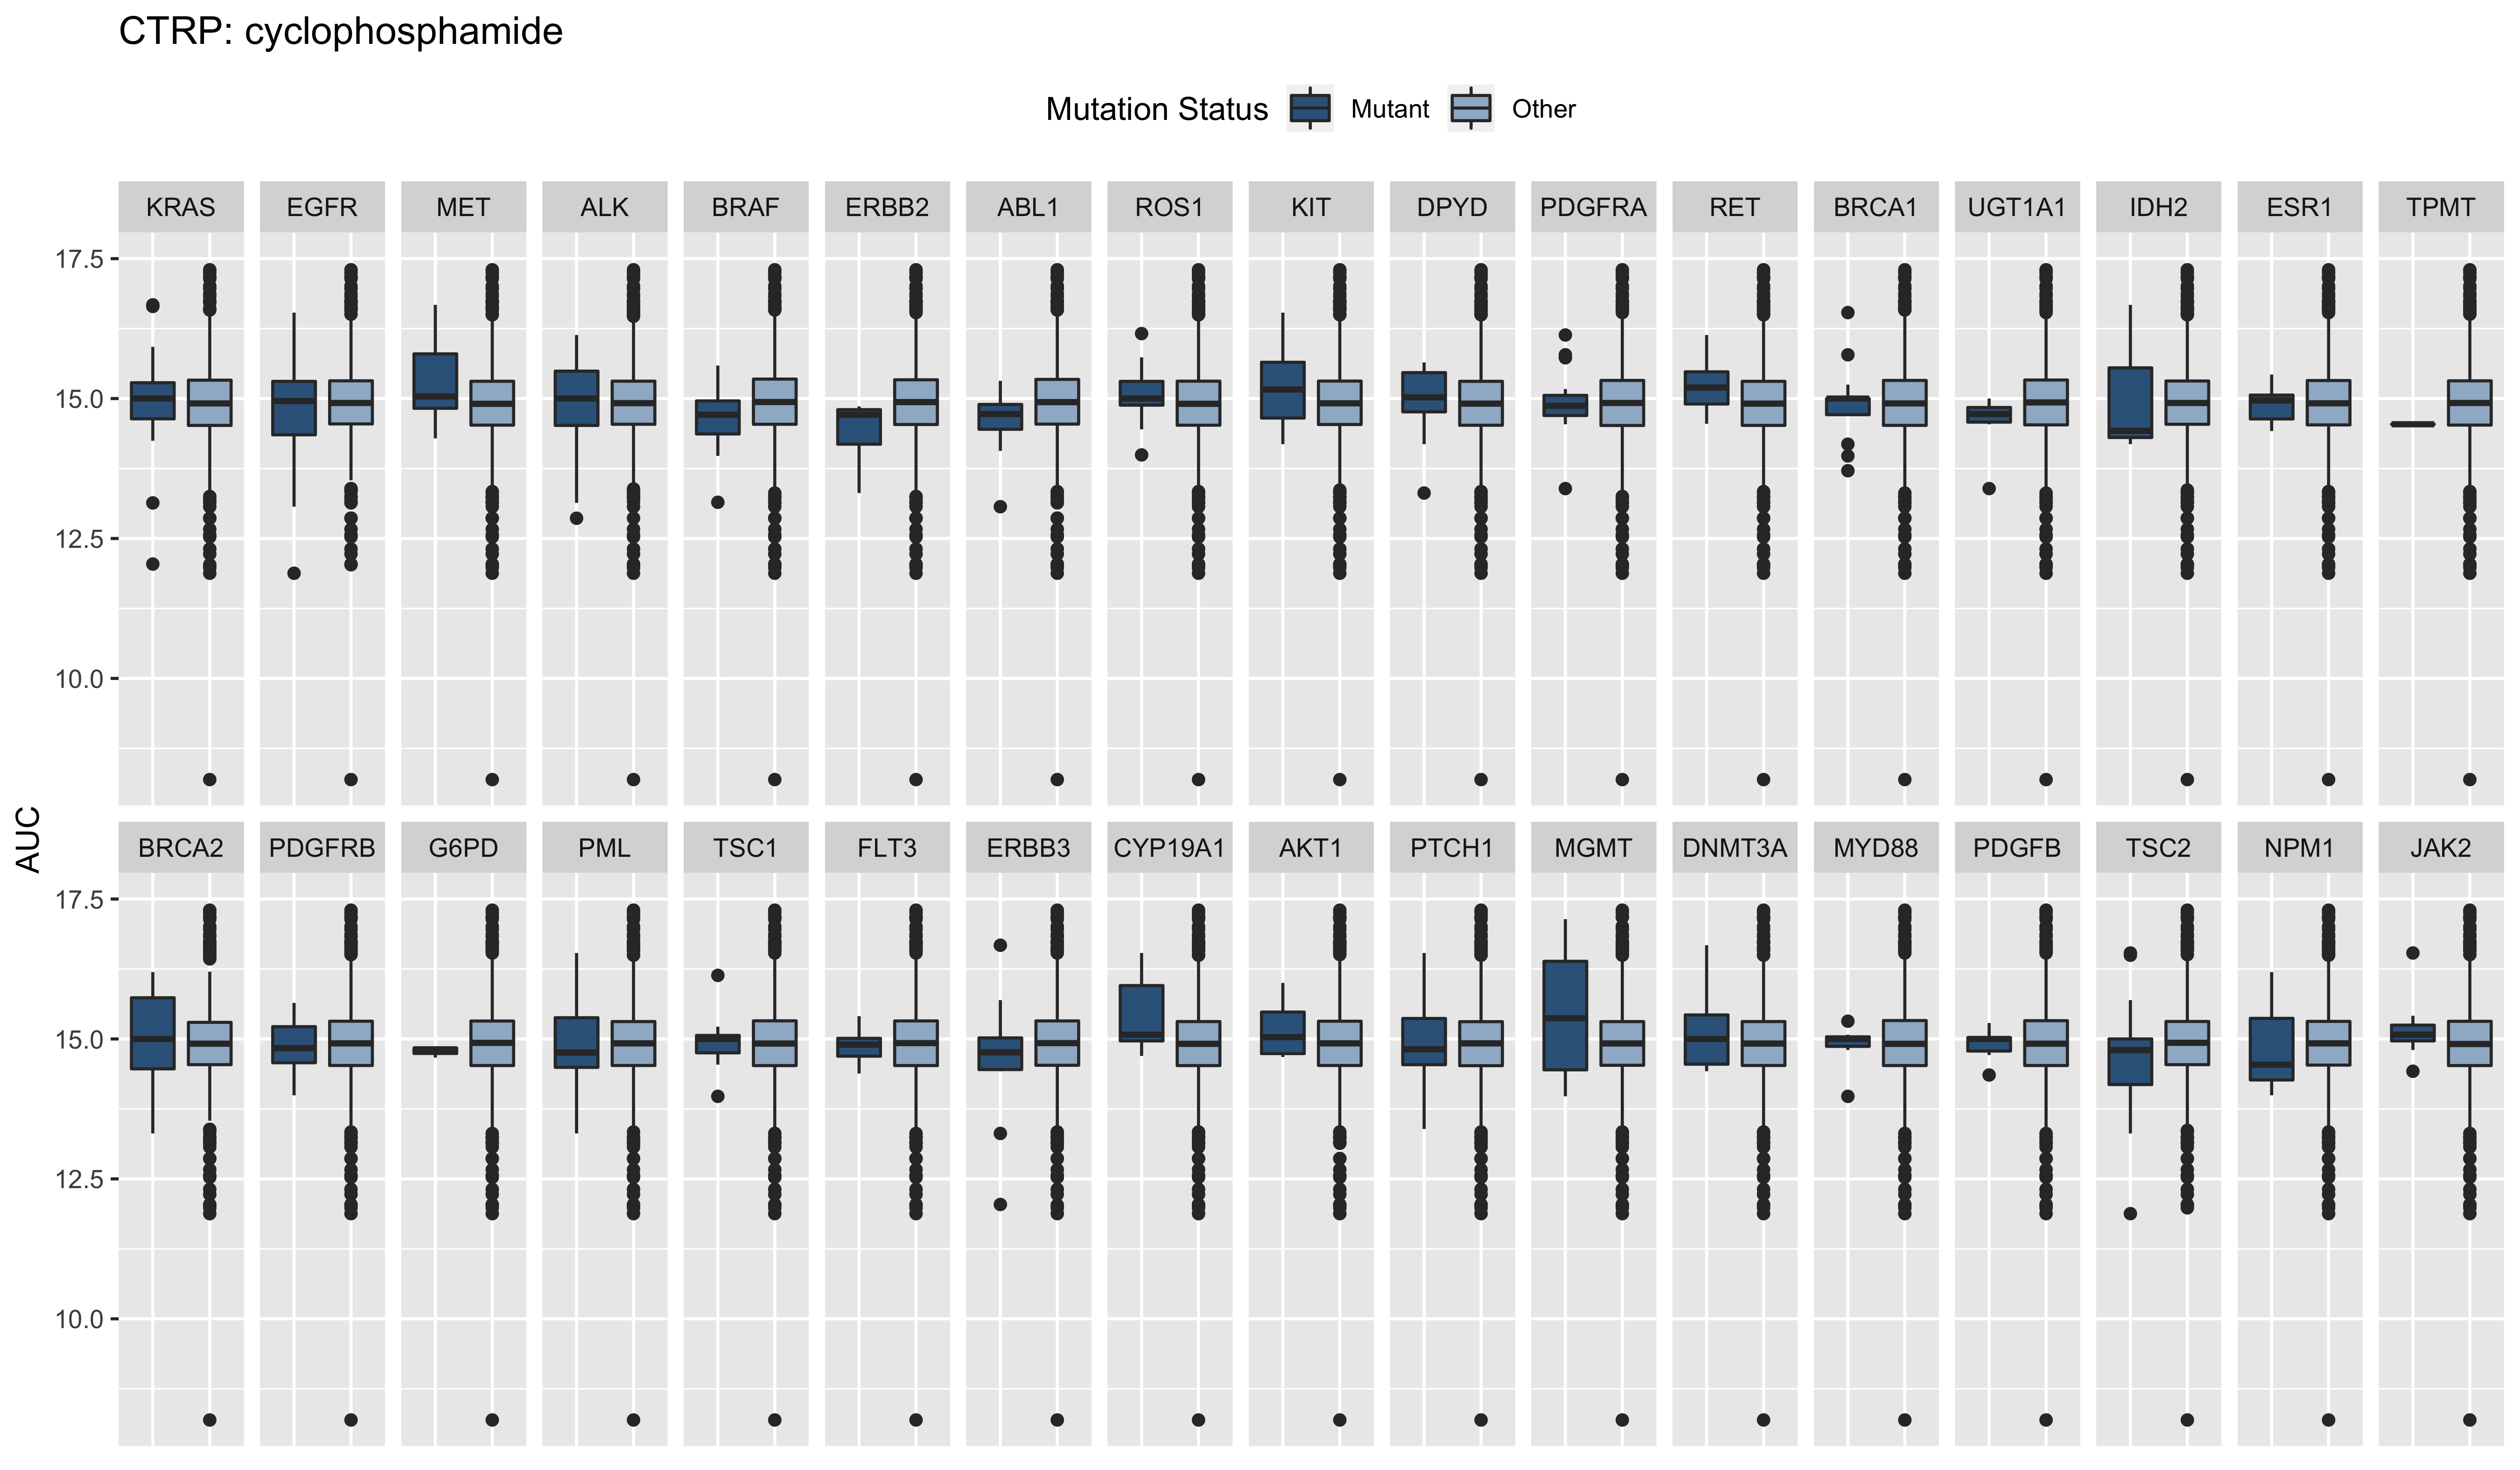 CTRP: cyclophosphamide
Mutation Status Mutant Other
KRAS EGFR MET ALK BRAF ERBB2 ABL1 ROS1 KIT DPYD PDGFRA RET BRCA1 UGT1A1 IDH2 ESR1 TPMT
17.5
15.0
12.5
10.0
AUC
BRCA2 PDGFRB G6PD PML TSC1 FLT3 ERBB3 CYP19A1 AKT1 PTCH1 MGMT DNMT3A MYD88 PDGFB TSC2 NPM1 JAK2
17.5
15.0
12.5
10.0